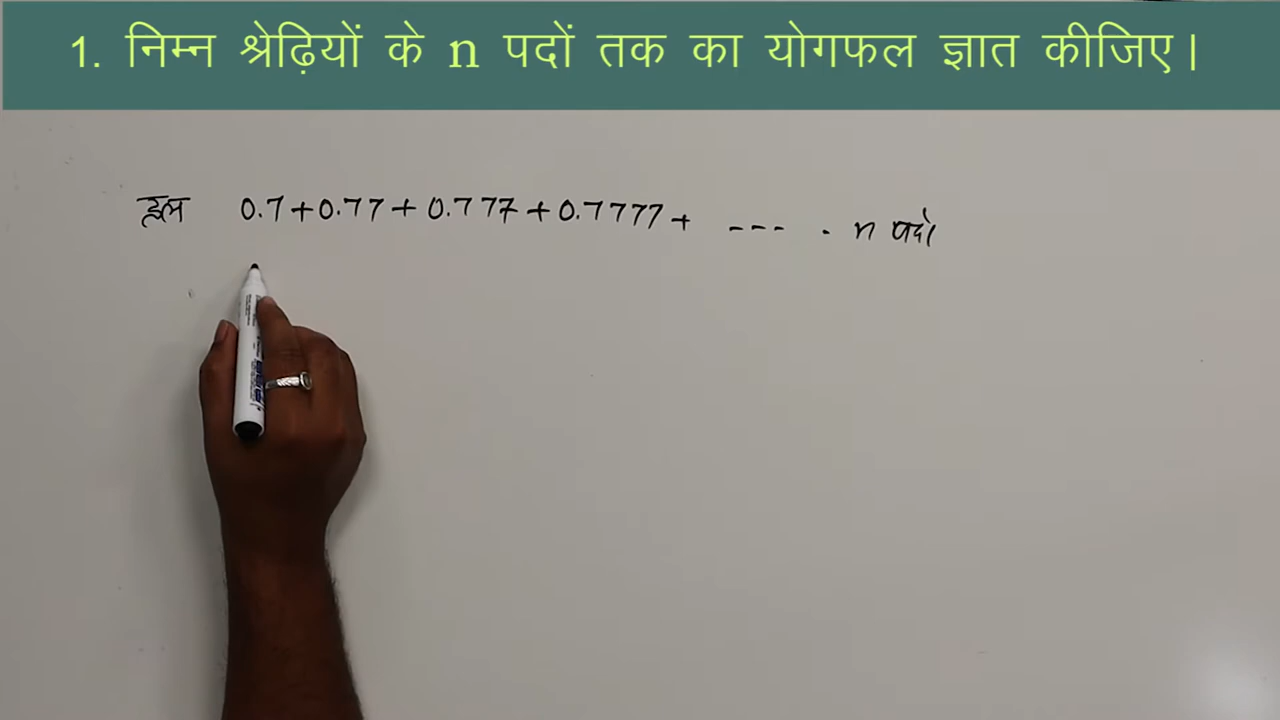 1. निम्न श्रेढ़ियों के n पदों तक का योगफल ज्ञात कीजिए।
हल 0.7+0.77+0.777+0.7777+ --- . n पदों